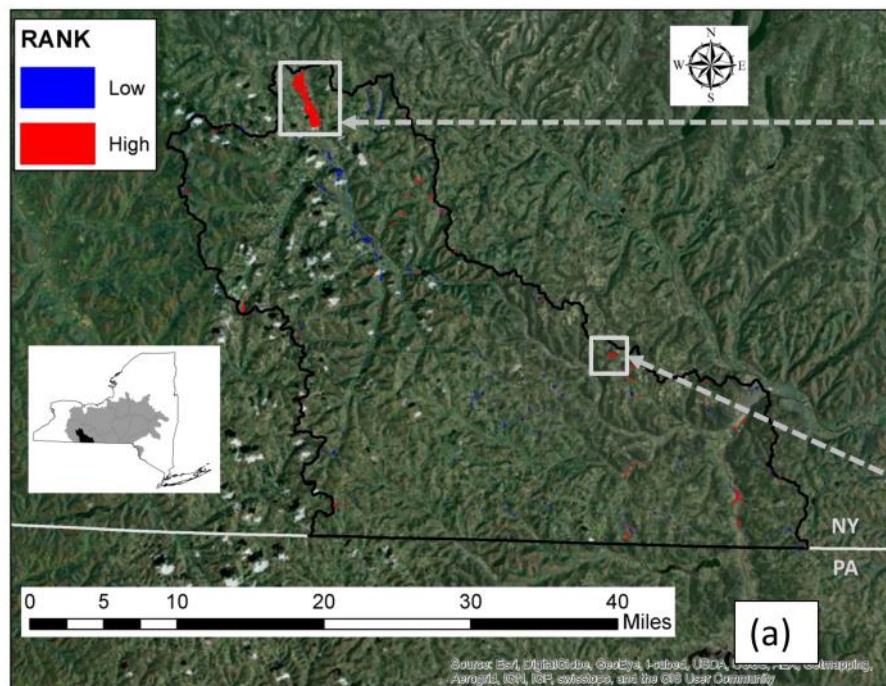 RANK
Low
High
N
W
E
S
NY
PA
0
5
10
20
30
40
Miles
(a)
Source: Esri, DigitalGlobe, GeoEye, i-cubed, USDA, USGS, AEX, Getmapping,
Aerogrid, IGN, IGP, swisstopo, and the GIS User Community